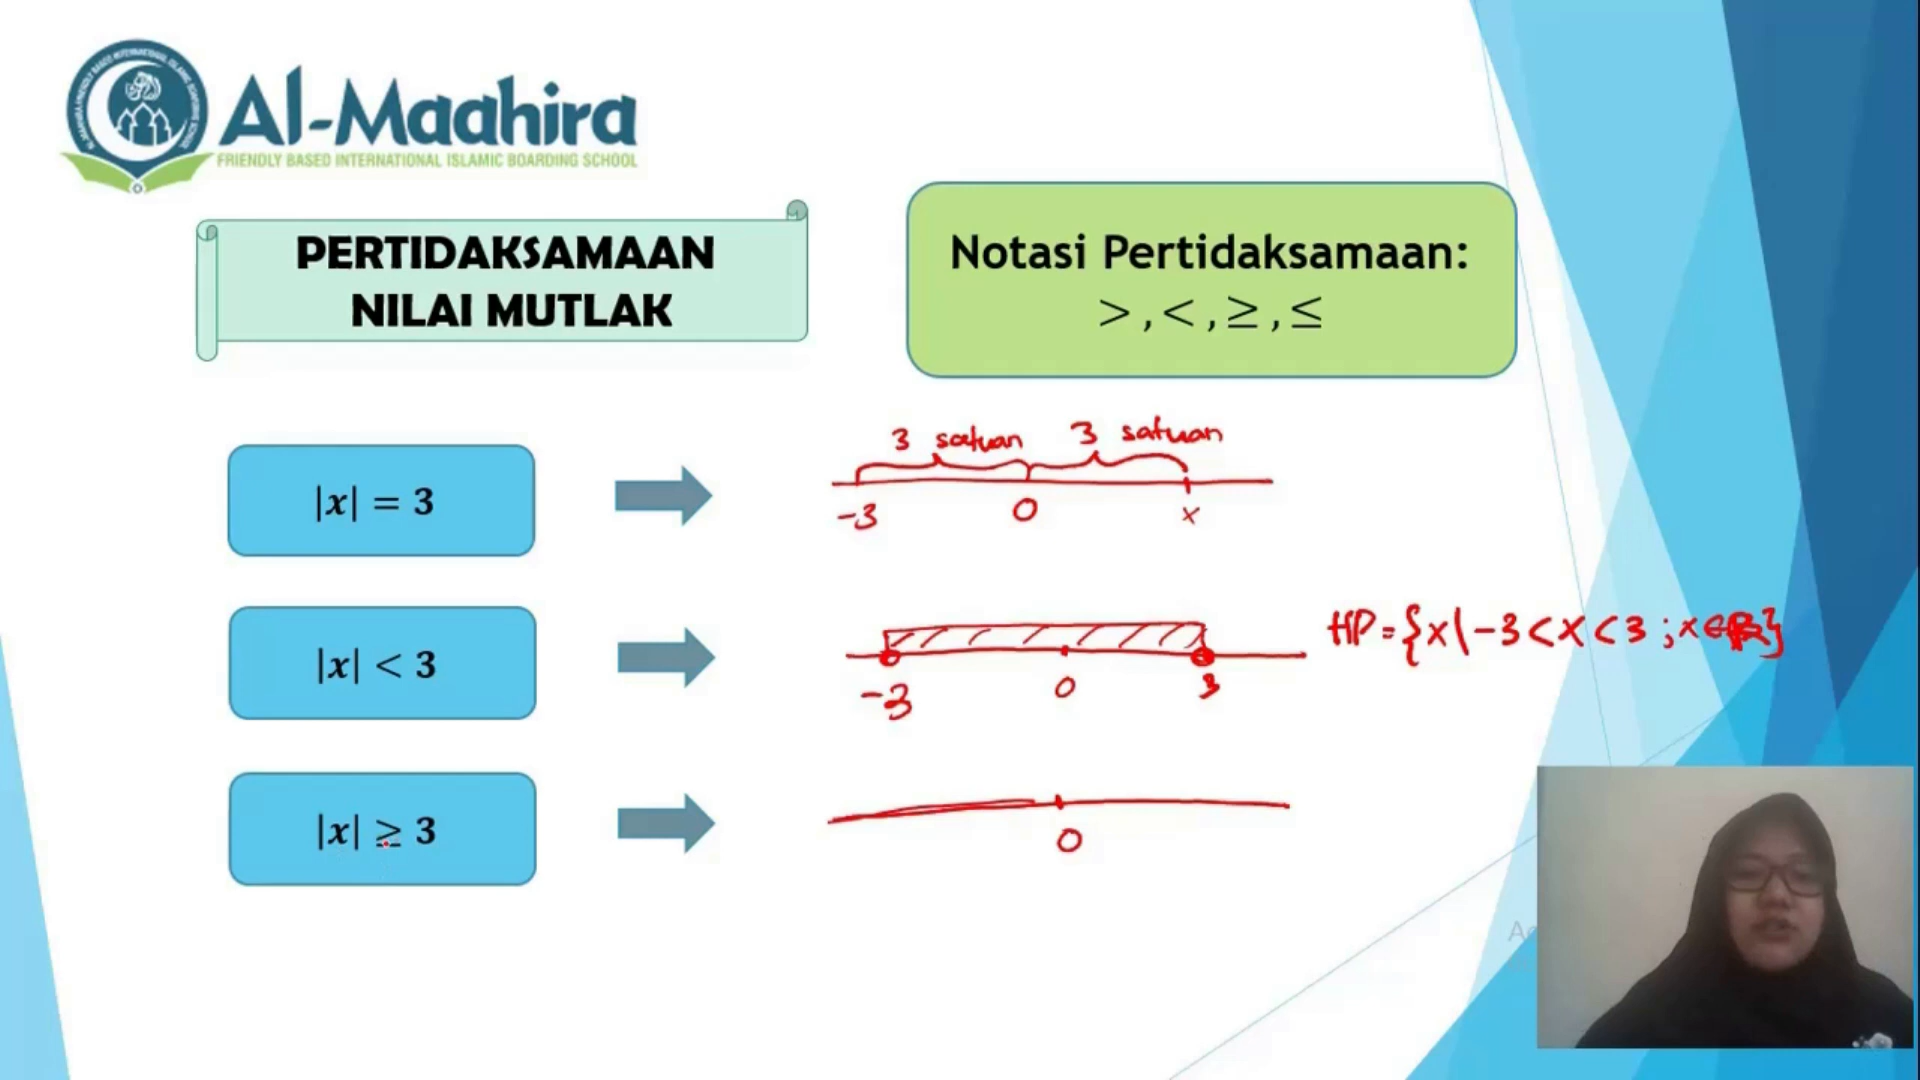 Al-Maahira
FRIENDLY BASED INTERNATIONAL ISLAMIC BOARDING SCHOOL
PERTIDAKSAMAAN
NILAI MUTLAK
Notasi Pertidaksamaan:
> , < , ≥ , ≤
|x| = 3
3 satuan 3 satuan
-3 0 x
|x| < 3
-3 0 3
HP = {x | -3 < x < 3 ; x ∈ R}
|x| ≥ 3
0